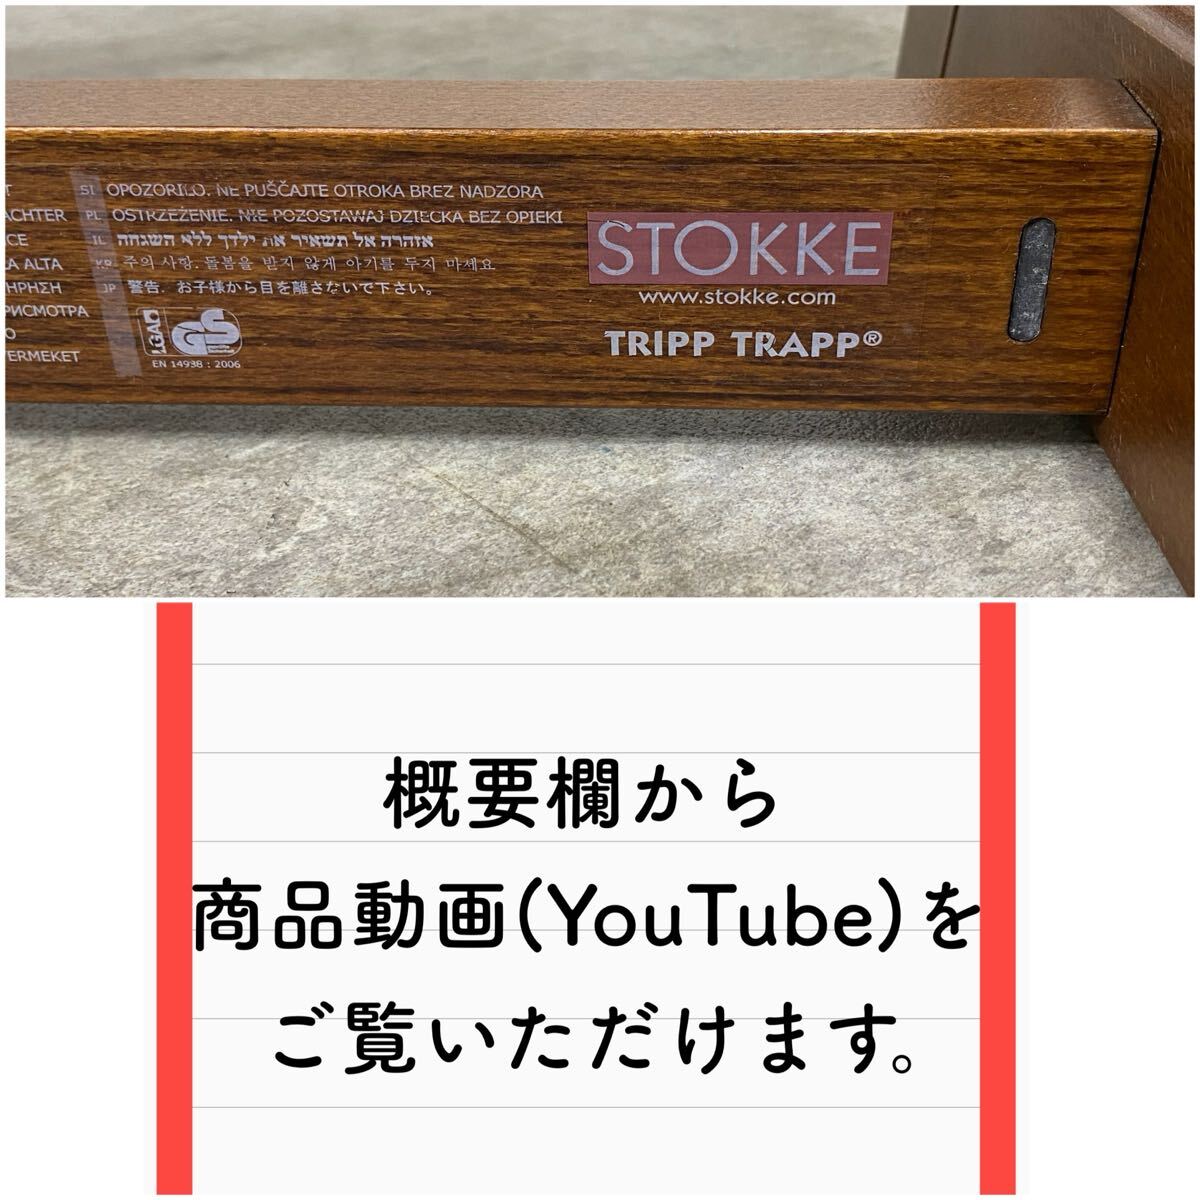 T
ACHTER
CE
A ALTA
ΗΡΗΣΗ
РИСМОТРА
O
VERMEKET
SI OPOZORILO. NE PUŠČAJTE OTROKA BREZ NADZORA
PL OSTRZEŻENIE. NIE POZOSTAWAJ DZIECKA BEZ OPIEKI
IL אזהרה אל תשאיר את ילדך ללא השגחה
KR 주의 사항. 돌봄을 받지 않게 아기를 두지 마세요
JP 警告. お子様から目を離さないで下さい。
LGA GS
EN 14988 : 2006
STOKKE
www.stokke.com
TRIPP TRAPP®
概要欄から
商品動画(YouTube)を
ご覧いただけます。